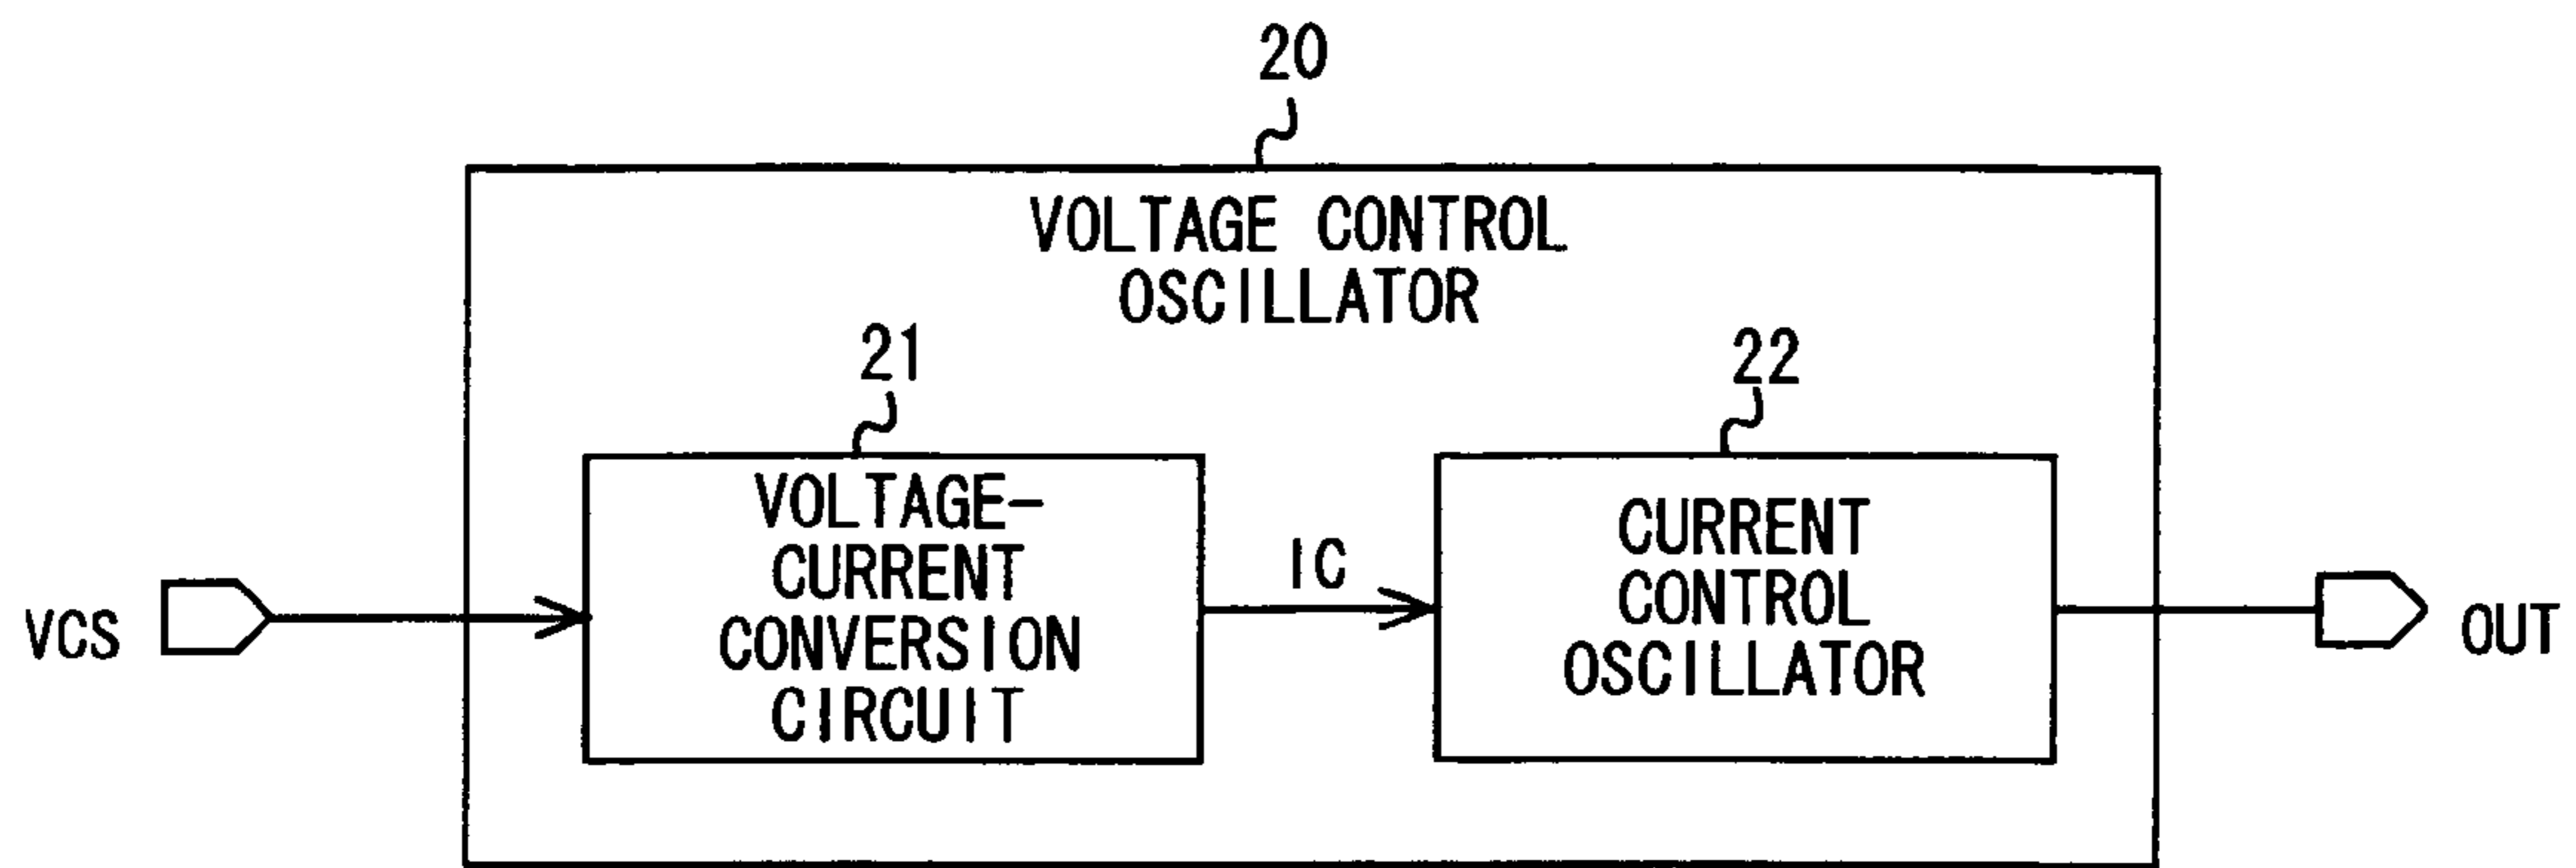 20
VOLTAGE CONTROL
OSCILLATOR
21
22
VOLTAGE-
CURRENT
CONVERSION
CIRCUIT
IC
CURRENT
CONTROL
OSCILLATOR
VCS
OUT